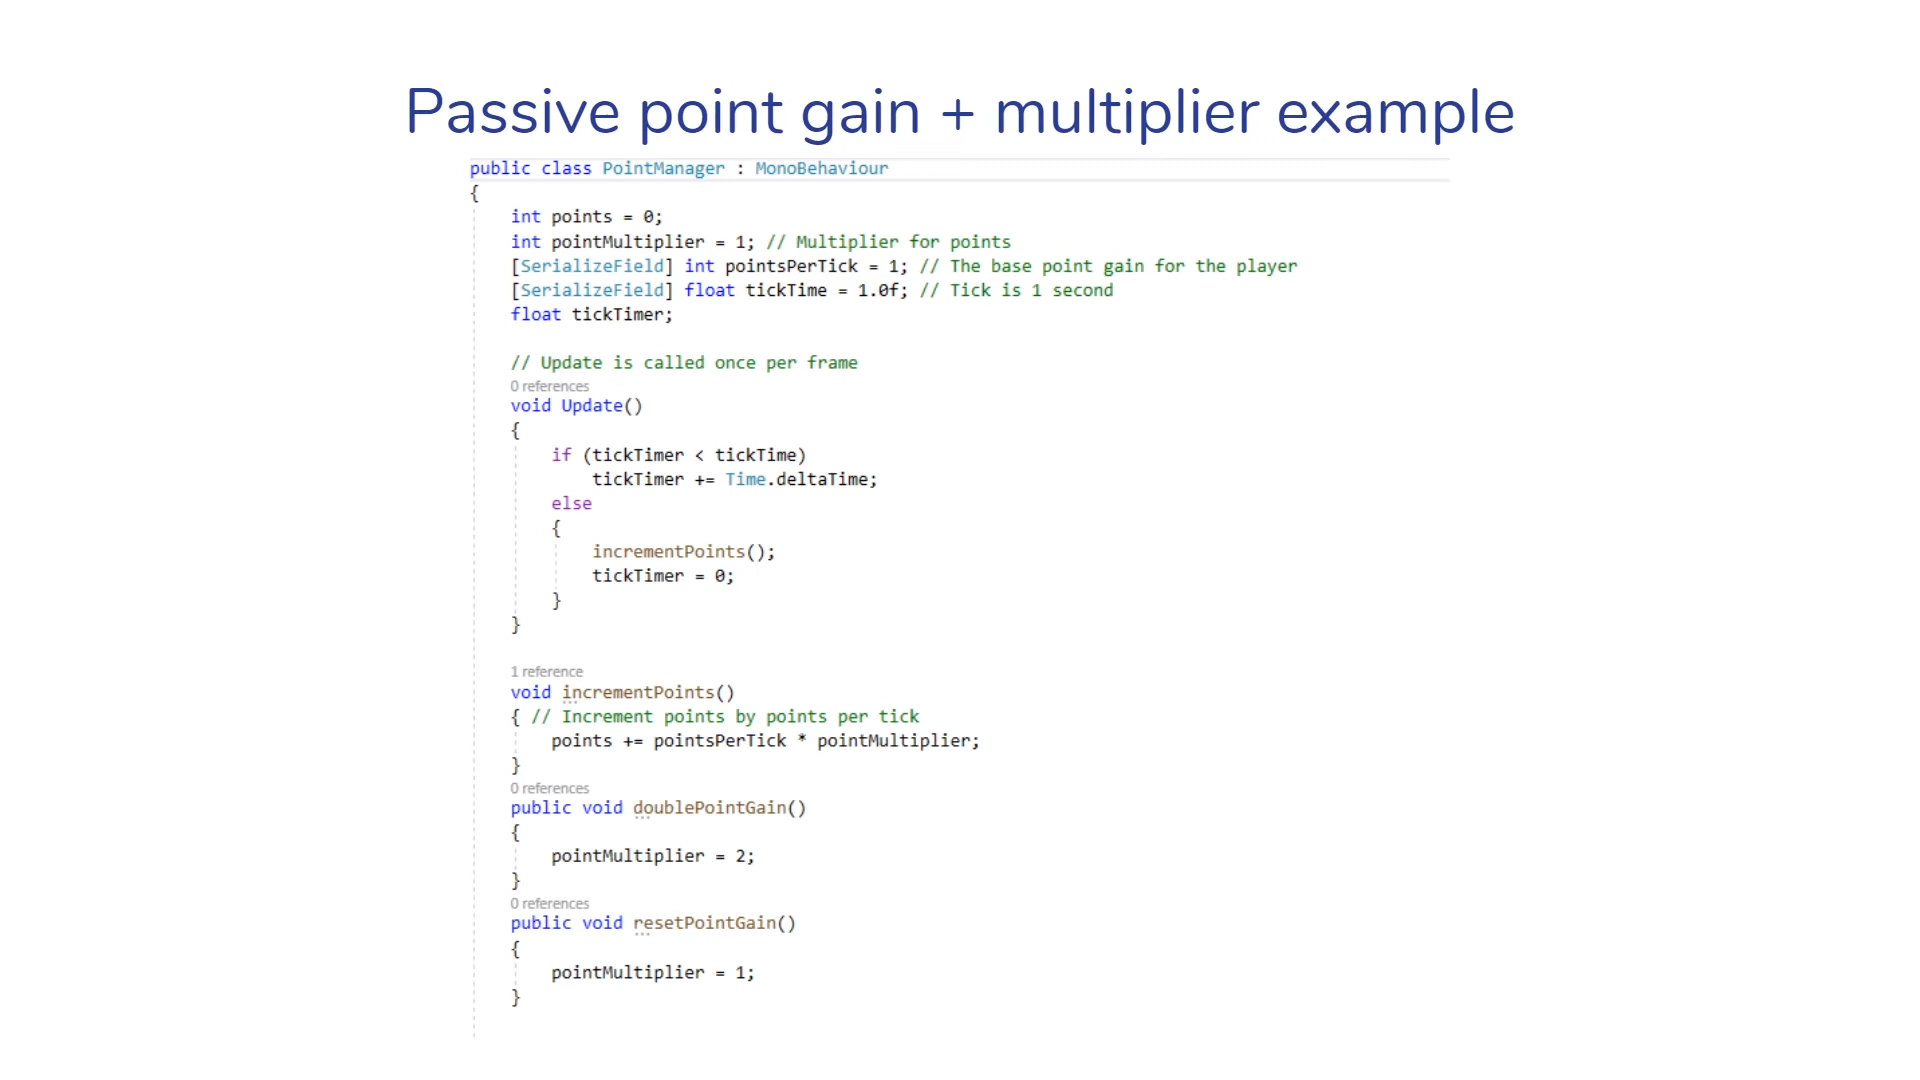 Passive point gain + multiplier example
public class PointManager : MonoBehaviour
{
int points = 0;
int pointMultiplier = 1; // Multiplier for points
[SerializeField] int pointsPerTick = 1; // The base point gain for the player
[SerializeField] float tickTime = 1.0f; // Tick is 1 second
float tickTimer;
// Update is called once per frame
0 references
void Update()
{
if (tickTimer < tickTime)
tickTimer += Time.deltaTime;
else
{
incrementPoints();
tickTimer = 0;
}
}
1 reference
void incrementPoints()
{ // Increment points by points per tick
points += pointsPerTick * pointMultiplier;
}
0 references
public void doublePointGain()
{
pointMultiplier = 2;
}
0 references
public void resetPointGain()
{
pointMultiplier = 1;
}